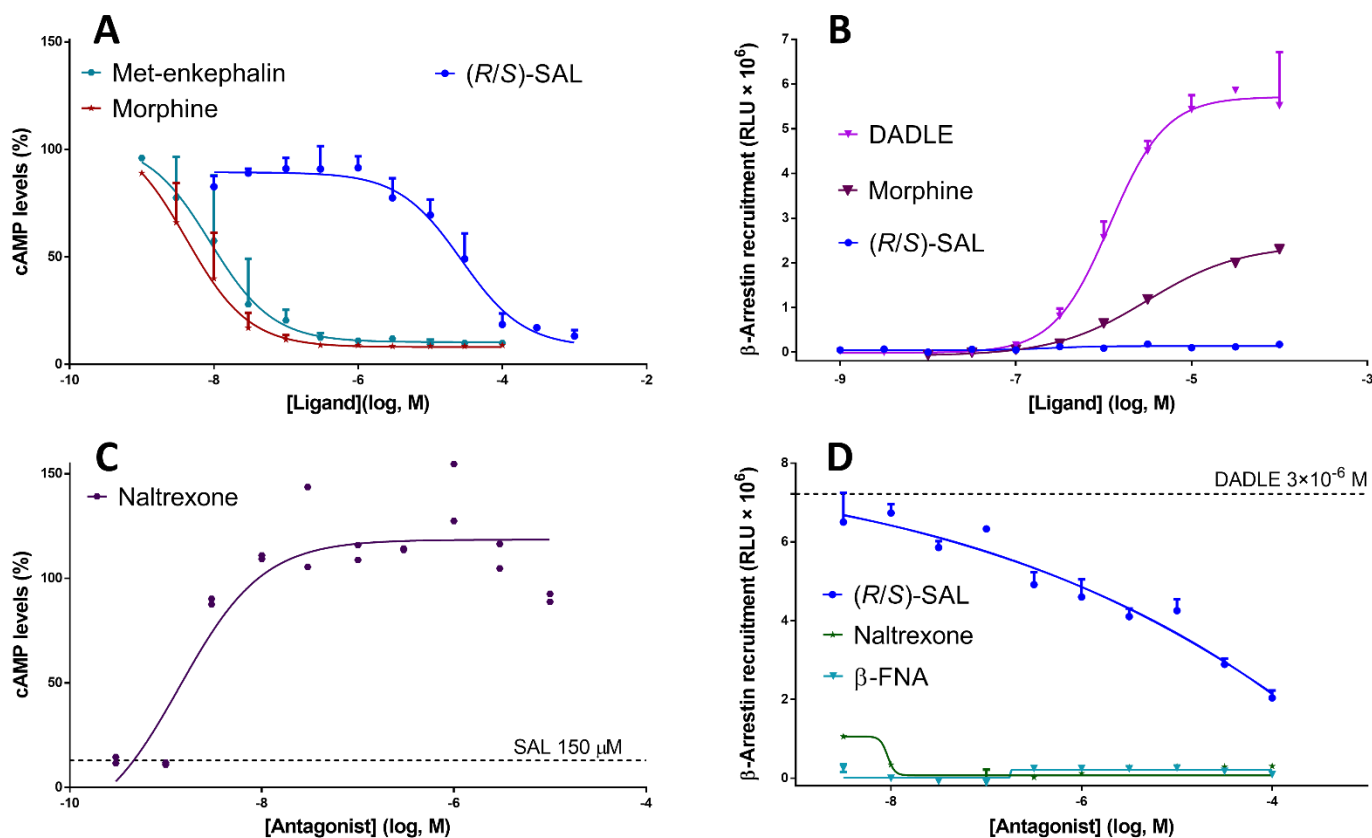 A
150
100
50
0
cAMP levels (%)
Met-enkephalin
Morphine
(R/S)-SAL
-10
-8
-6
-4
-2
[Ligand](log, M)
B
7
6
5
4
3
2
1
0
β-Arrestin recruitment (RLU × 10⁶)
DADLE
Morphine
(R/S)-SAL
-9
-7
-5
-3
[Ligand] (log, M)
C
150
100
50
0
cAMP levels (%)
Naltrexone
SAL 150 μM
-10
-8
-6
-4
[Antagonist] (log, M)
D
8
6
4
2
0
β-Arrestin recruitment (RLU × 10⁶)
DADLE 3×10⁻⁶ M
(R/S)-SAL
Naltrexone
β-FNA
-8
-6
-4
[Antagonist] (log, M)